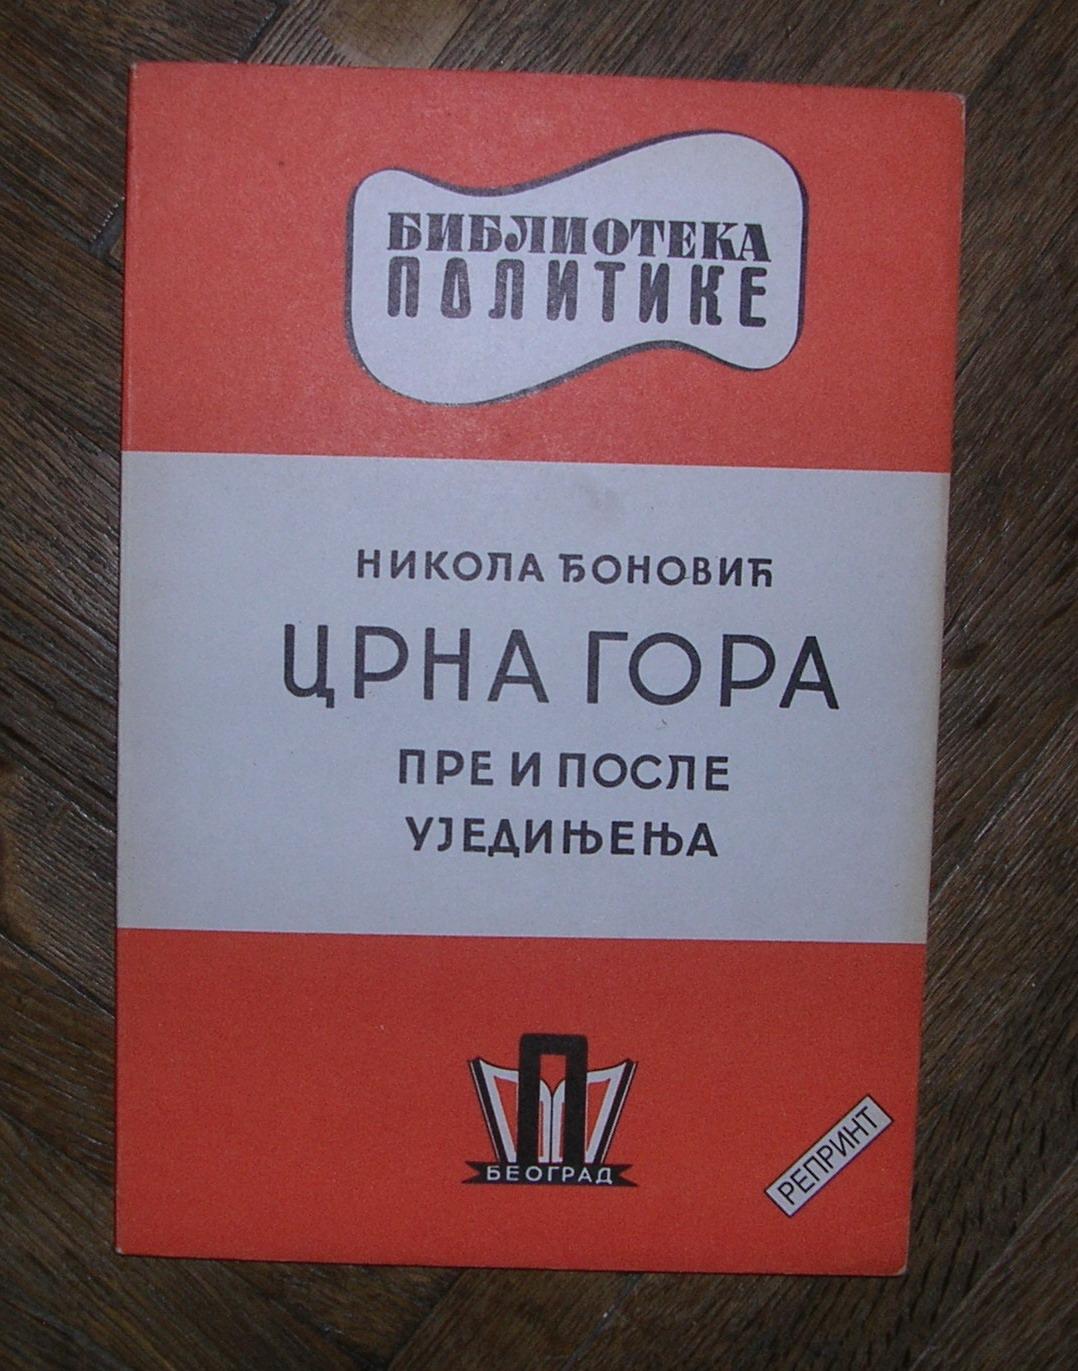 БИБЛИОТЕКА
ПОЛИТИКЕ
НИКОЛА ЂОНОВИЋ
ЦРНА ГОРА
ПРЕ И ПОСЛЕ
УЈЕДИЊЕЊА
П
БЕОГРАД
РЕПРИНТ